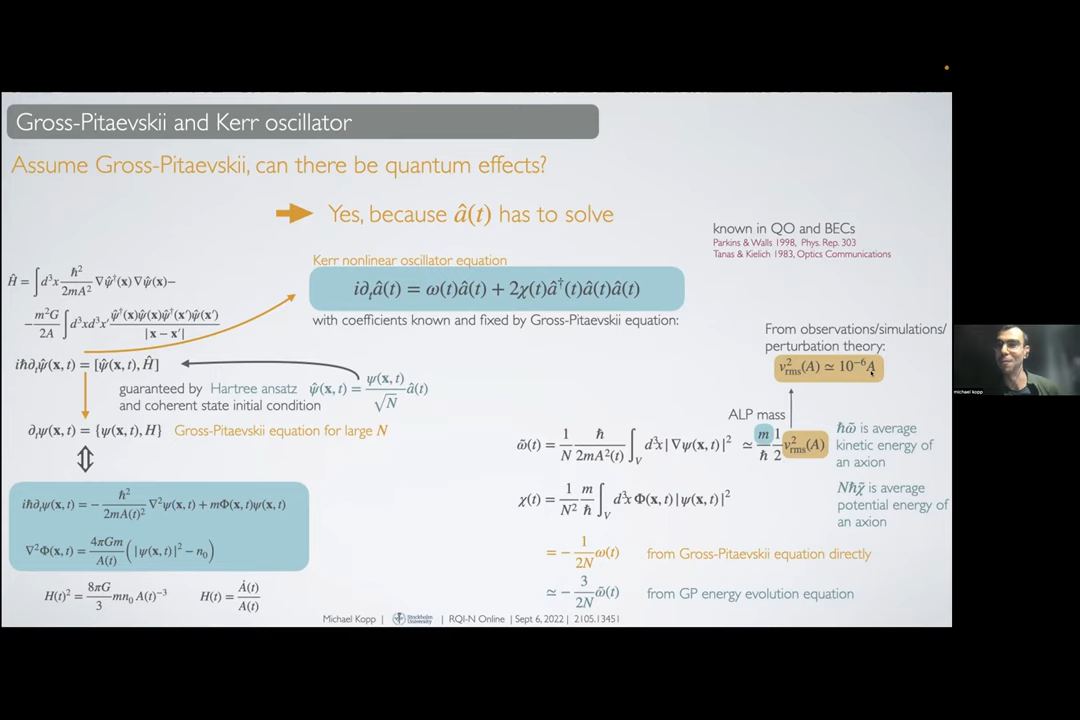 Gross-Pitaevskii and Kerr oscillator
Assume Gross-Pitaevskii, can there be quantum effects?
Yes, because â(t) has to solve
known in QO and BECs
Parkins & Walls 1998, Phys. Rep. 303
Tanas & Kielich 1983, Optics Communications
Kerr nonlinear oscillator equation
i∂ₜâ(t) = ω(t)â(t) + 2χ(t)â†(t)â(t)â(t)
with coefficients known and fixed by Gross-Pitaevskii equation:
Ĥ = ∫d³x ħ²/2mA² ∇ψ̂†(x)∇ψ̂(x)−
− m²G/2A ∫d³xd³x′ ψ̂†(x)ψ̂(x)ψ̂†(x′)ψ̂(x′)/|x − x′|
iħ∂ₜψ̂(x, t) = [ψ̂(x, t), Ĥ]
guaranteed by Hartree ansatz ψ̂(x, t) = ψ(x, t)/√N â(t)
and coherent state initial condition
∂ₜψ(x, t) = {ψ(x, t), H} Gross-Pitaevskii equation for large N
iħ∂ₜψ(x, t) = − ħ²/2mA(t)² ∇²ψ(x, t) + mΦ(x, t)ψ(x, t)
∇²Φ(x, t) = 4πGm/A(t) (|ψ(x, t)|² − n₀)
H(t)² = 8πG/3 mn₀ A(t)⁻³ H(t) = Ȧ(t)/A(t)
From observations/simulations/
perturbation theory:
v²rms(A) ≃ 10⁻⁶A
ALP mass
ω̃(t) = 1/N ħ/2mA²(t) ∫V d³x |∇ψ(x, t)|² ≃ m/ħ 1/2 v²rms(A)
ħω̃ is average
kinetic energy of
an axion
χ(t) = 1/N² m/ħ ∫V d³x Φ(x, t)|ψ(x, t)|²
Nħχ̃ is average
potential energy of
an axion
= − 1/2N ω(t) from Gross-Pitaevskii equation directly
≃ − 3/2N ω̃(t) from GP energy evolution equation
Michael Kopp | Stockholm University | RQI-N Online | Sept 6, 2022 | 2105.13451
michael kopp